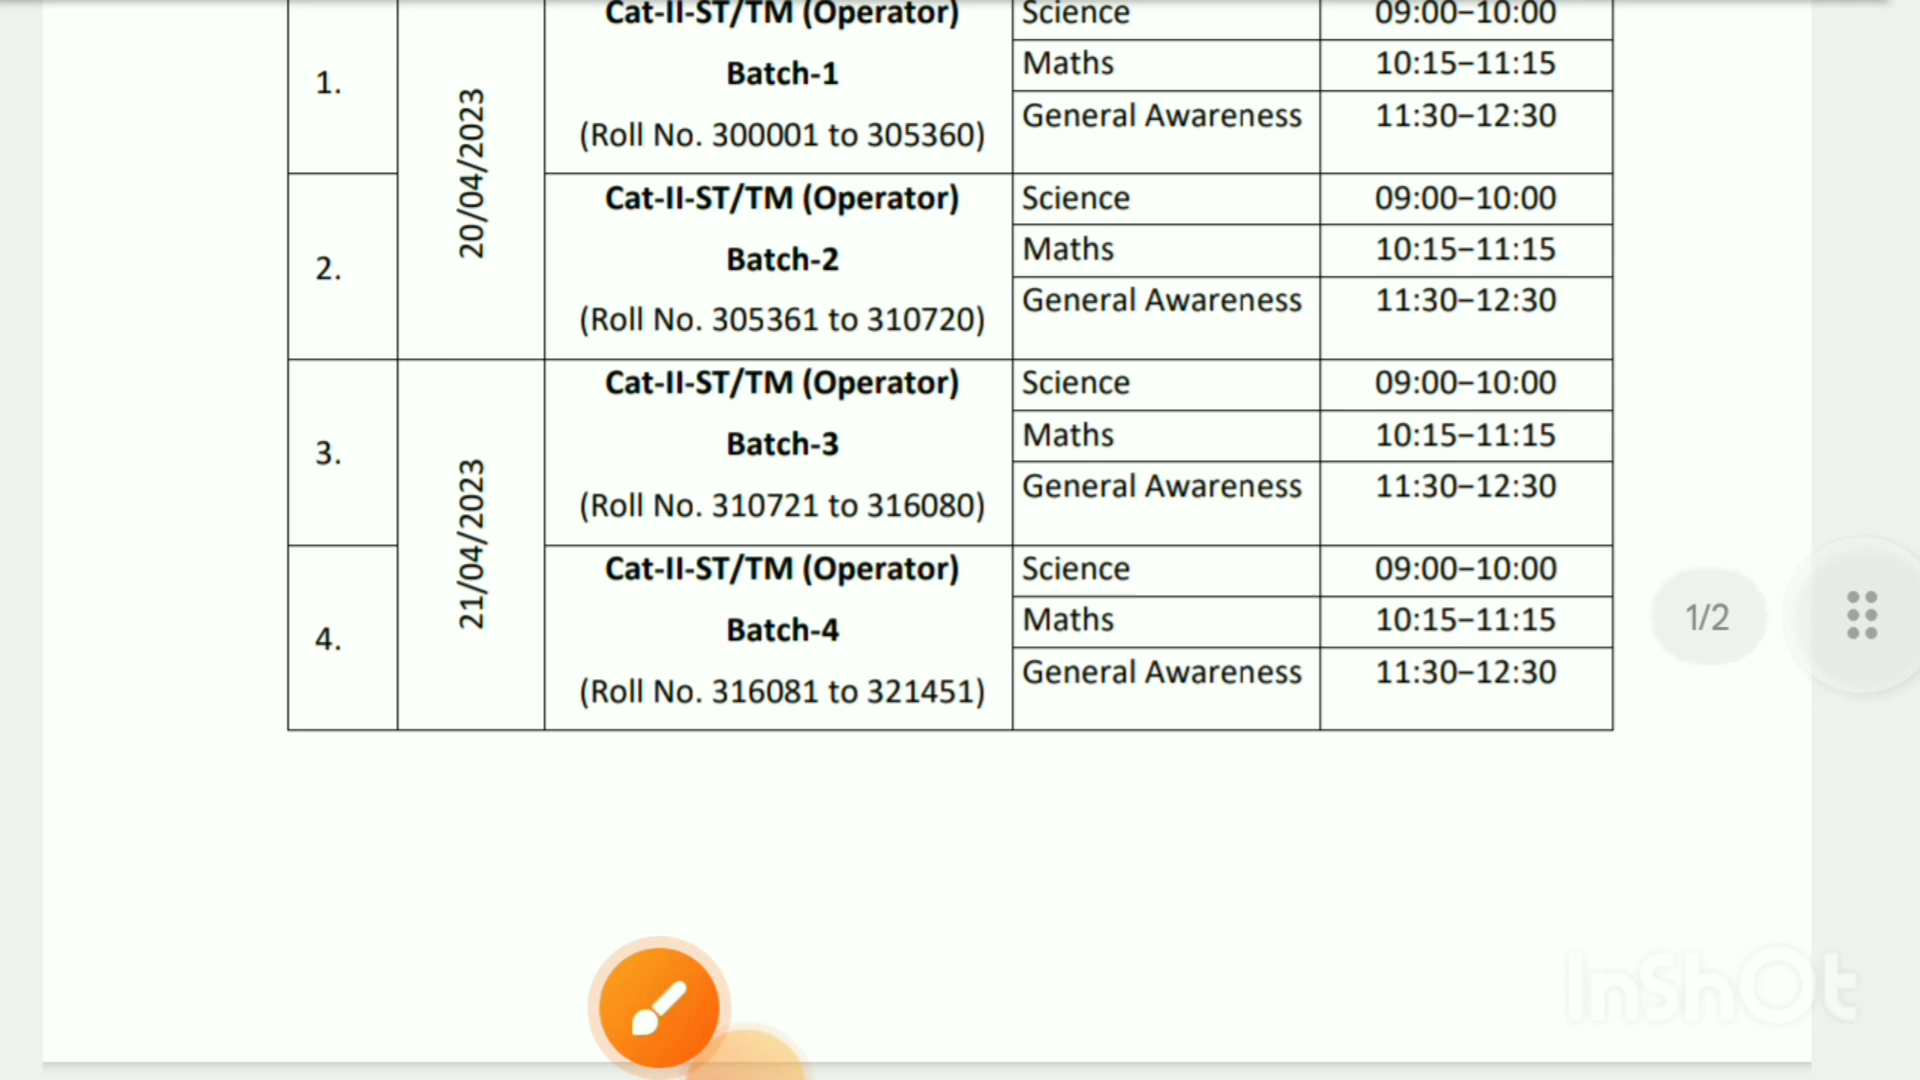 1.
20/04/2023
Cat-II-ST/TM (Operator)
Batch-1
(Roll No. 300001 to 305360)
Science 09:00–10:00
Maths 10:15–11:15
General Awareness 11:30–12:30
2.
Cat-II-ST/TM (Operator)
Batch-2
(Roll No. 305361 to 310720)
Science 09:00–10:00
Maths 10:15–11:15
General Awareness 11:30–12:30
3.
21/04/2023
Cat-II-ST/TM (Operator)
Batch-3
(Roll No. 310721 to 316080)
Science 09:00–10:00
Maths 10:15–11:15
General Awareness 11:30–12:30
4.
Cat-II-ST/TM (Operator)
Batch-4
(Roll No. 316081 to 321451)
Science 09:00–10:00
Maths 10:15–11:15
General Awareness 11:30–12:30
1/2
InShOt